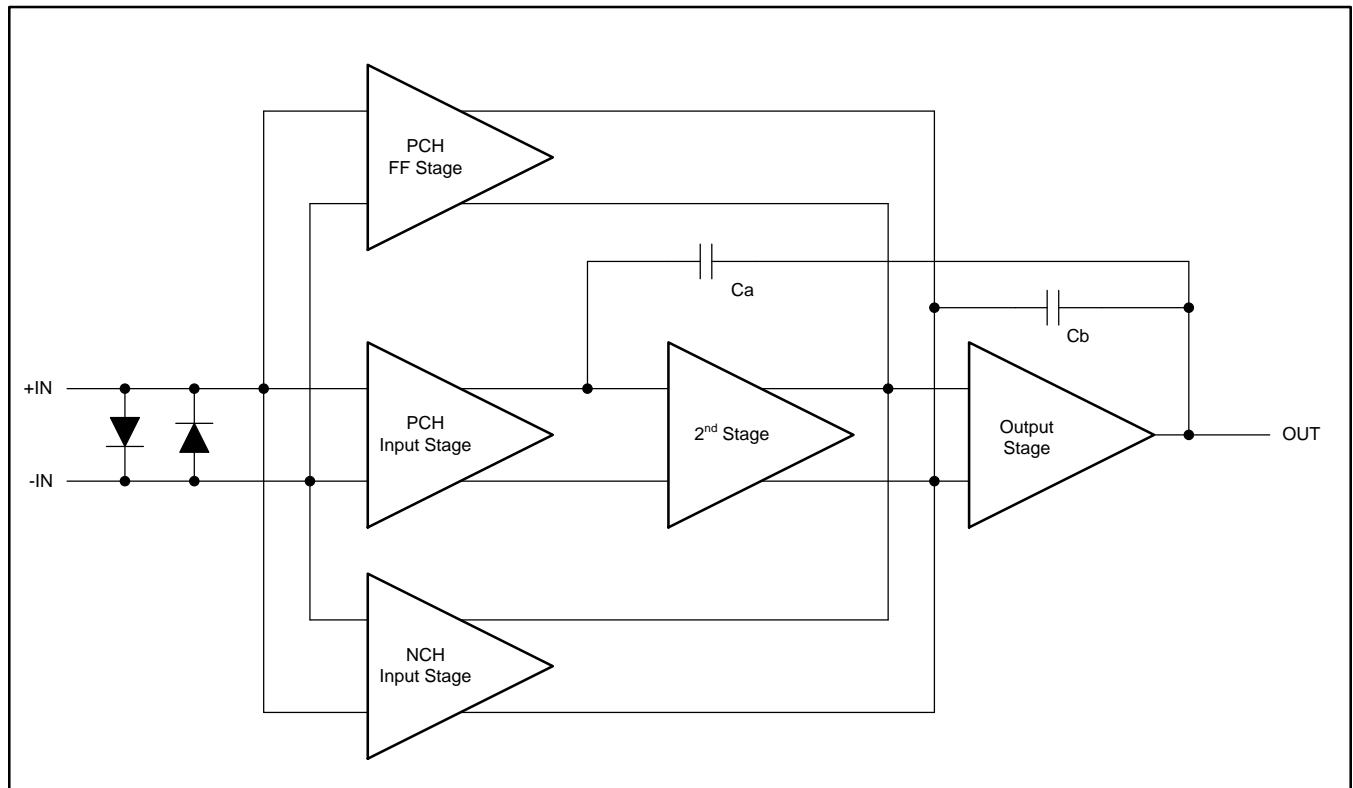 PCH
FF Stage
Ca
Cb
+IN
-IN
PCH
Input Stage
2nd Stage
Output
Stage
OUT
NCH
Input Stage